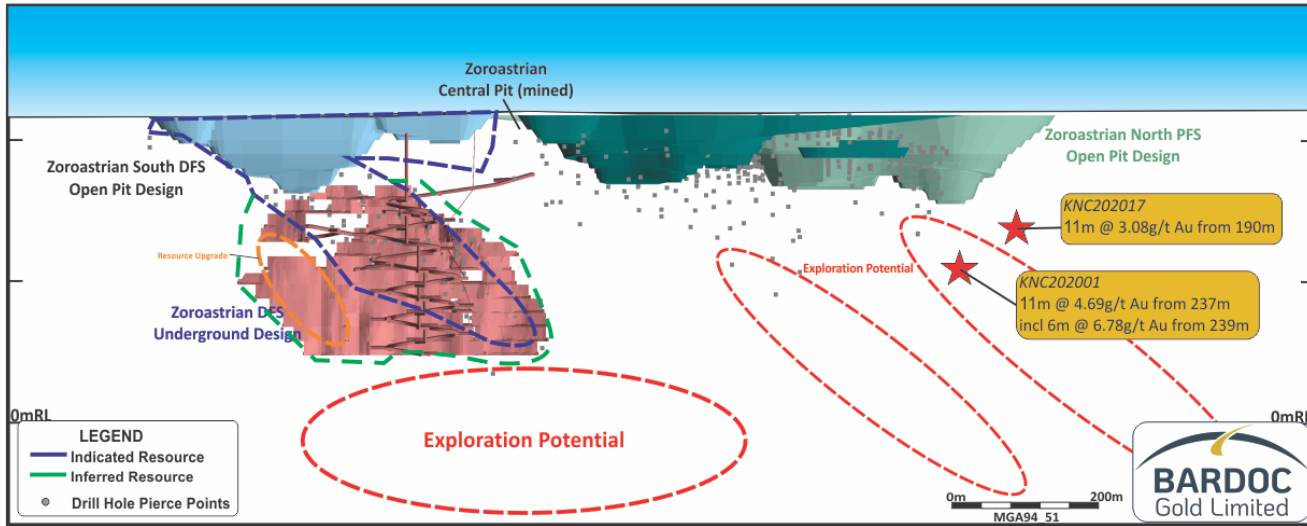 Zoroastrian
Central Pit (mined)
Zoroastrian South DFS
Open Pit Design
Zoroastrian North PFS
Open Pit Design
KNC202017
11m @ 3.08g/t Au from 190m
Resource Upgrade
Exploration Potential
KNC202001
11m @ 4.69g/t Au from 237m
incl 6m @ 6.78g/t Au from 239m
Zoroastrian DFS
Underground Design
0mRL
0mRL
LEGEND
Indicated Resource
Inferred Resource
Drill Hole Pierce Points
Exploration Potential
0m
200m
MGA94_51
BARDOC
Gold Limited